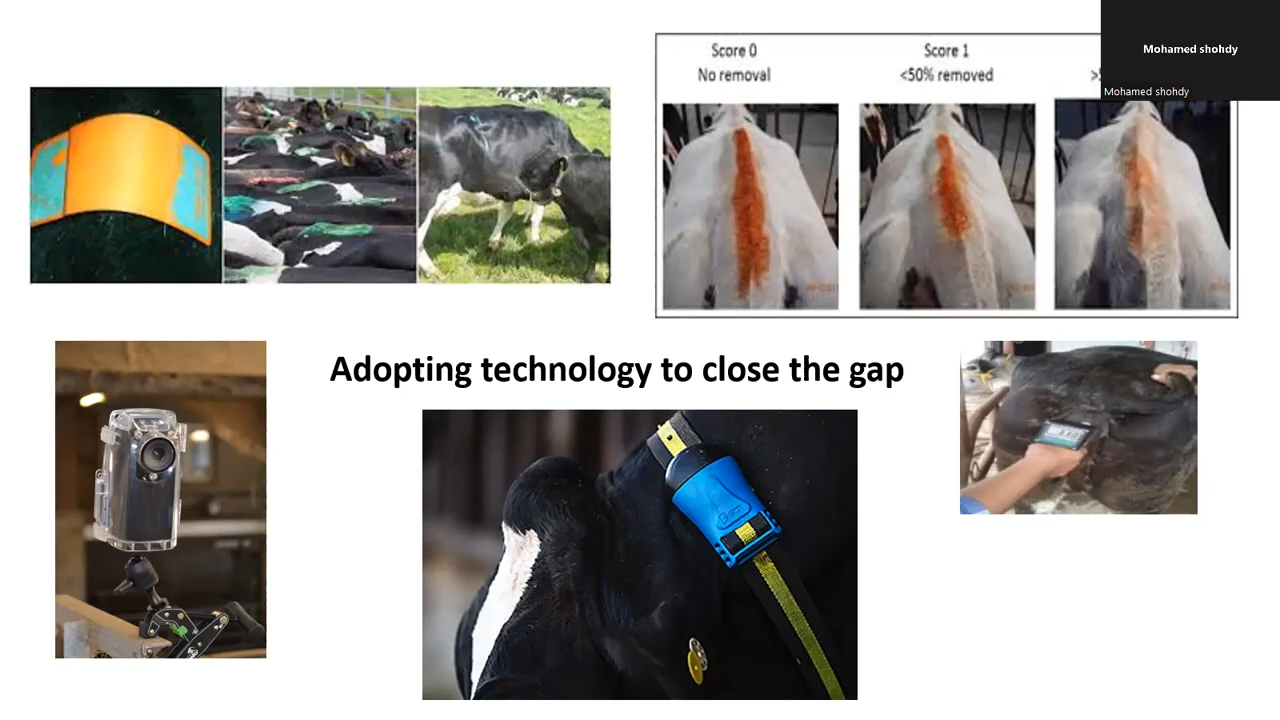 Score 0
No removal
Score 1
<50% removed
Mohamed shohdy
Mohamed shohdy
Adopting technology to close the gap